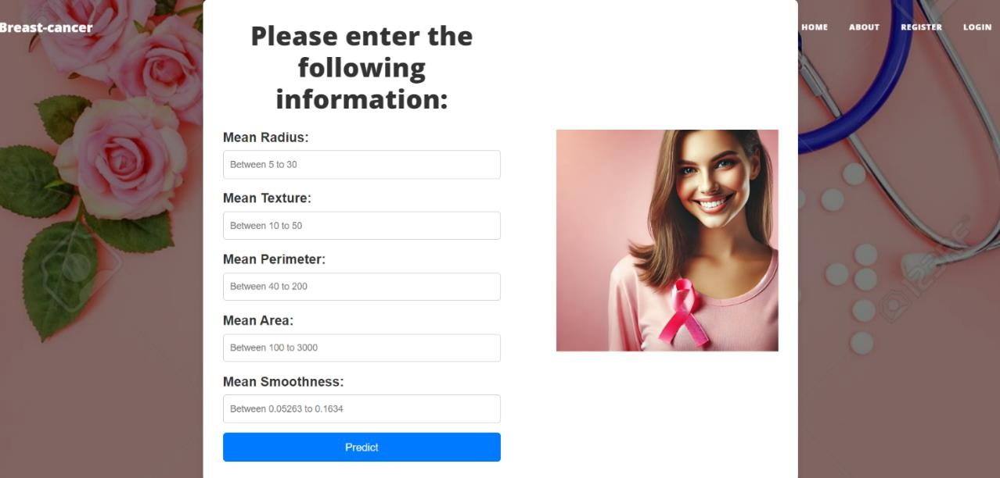 Breast-cancer
HOME ABOUT REGISTER LOGIN
Please enter the
following
information:
Mean Radius:
Between 5 to 30
Mean Texture:
Between 10 to 50
Mean Perimeter:
Between 40 to 200
Mean Area:
Between 100 to 3000
Mean Smoothness:
Between 0.05263 to 0.1634
Predict